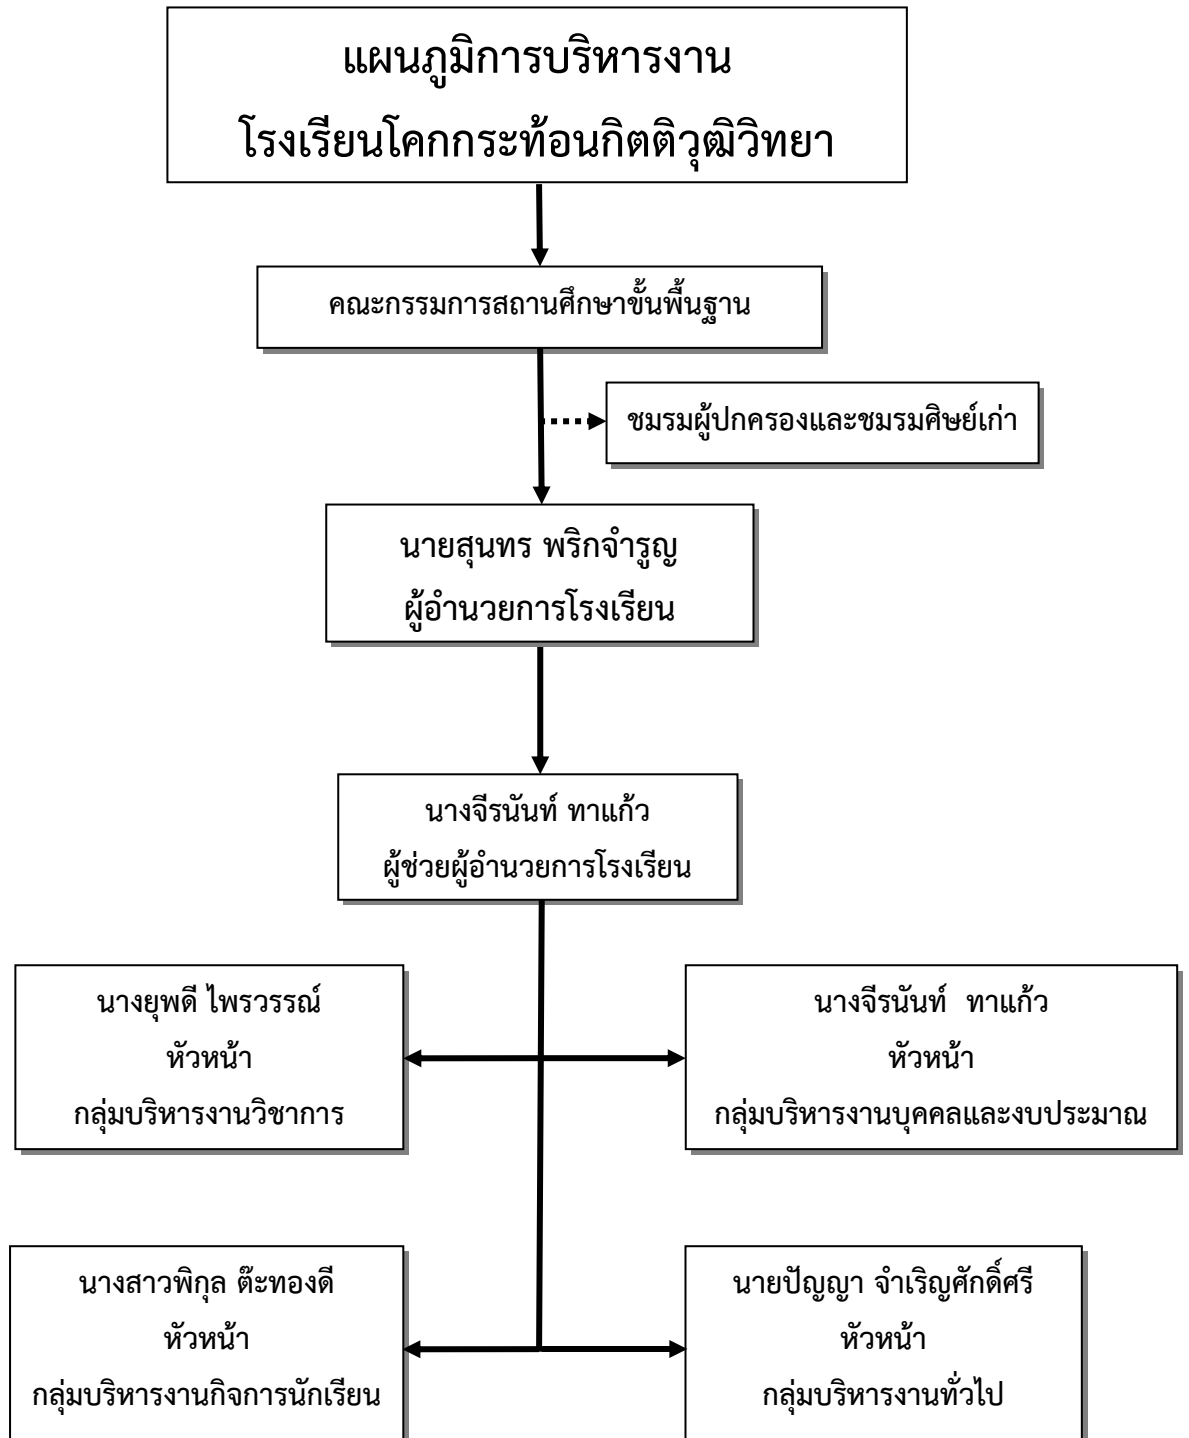 แผนภูมิการบริหารงาน
โรงเรียนโคกกระท้อนกิตติวุฒิวิทยา
คณะกรรมการสถานศึกษาขั้นพื้นฐาน
ชมรมผู้ปกครองและชมรมศิษย์เก่า
นายสุนทร พริกจำรูญ
ผู้อำนวยการโรงเรียน
นางจีรนันท์ ทาแก้ว
ผู้ช่วยผู้อำนวยการโรงเรียน
นางยุพดี ไพรวรรณ์
หัวหน้า
กลุ่มบริหารงานวิชาการ
นางจีรนันท์  ทาแก้ว
หัวหน้า
กลุ่มบริหารงานบุคคลและงบประมาณ
นางสาวพิกุล ต๊ะทองดี
หัวหน้า
กลุ่มบริหารงานกิจการนักเรียน
นายปัญญา จำเริญศักดิ์ศรี
หัวหน้า
กลุ่มบริหารงานทั่วไป